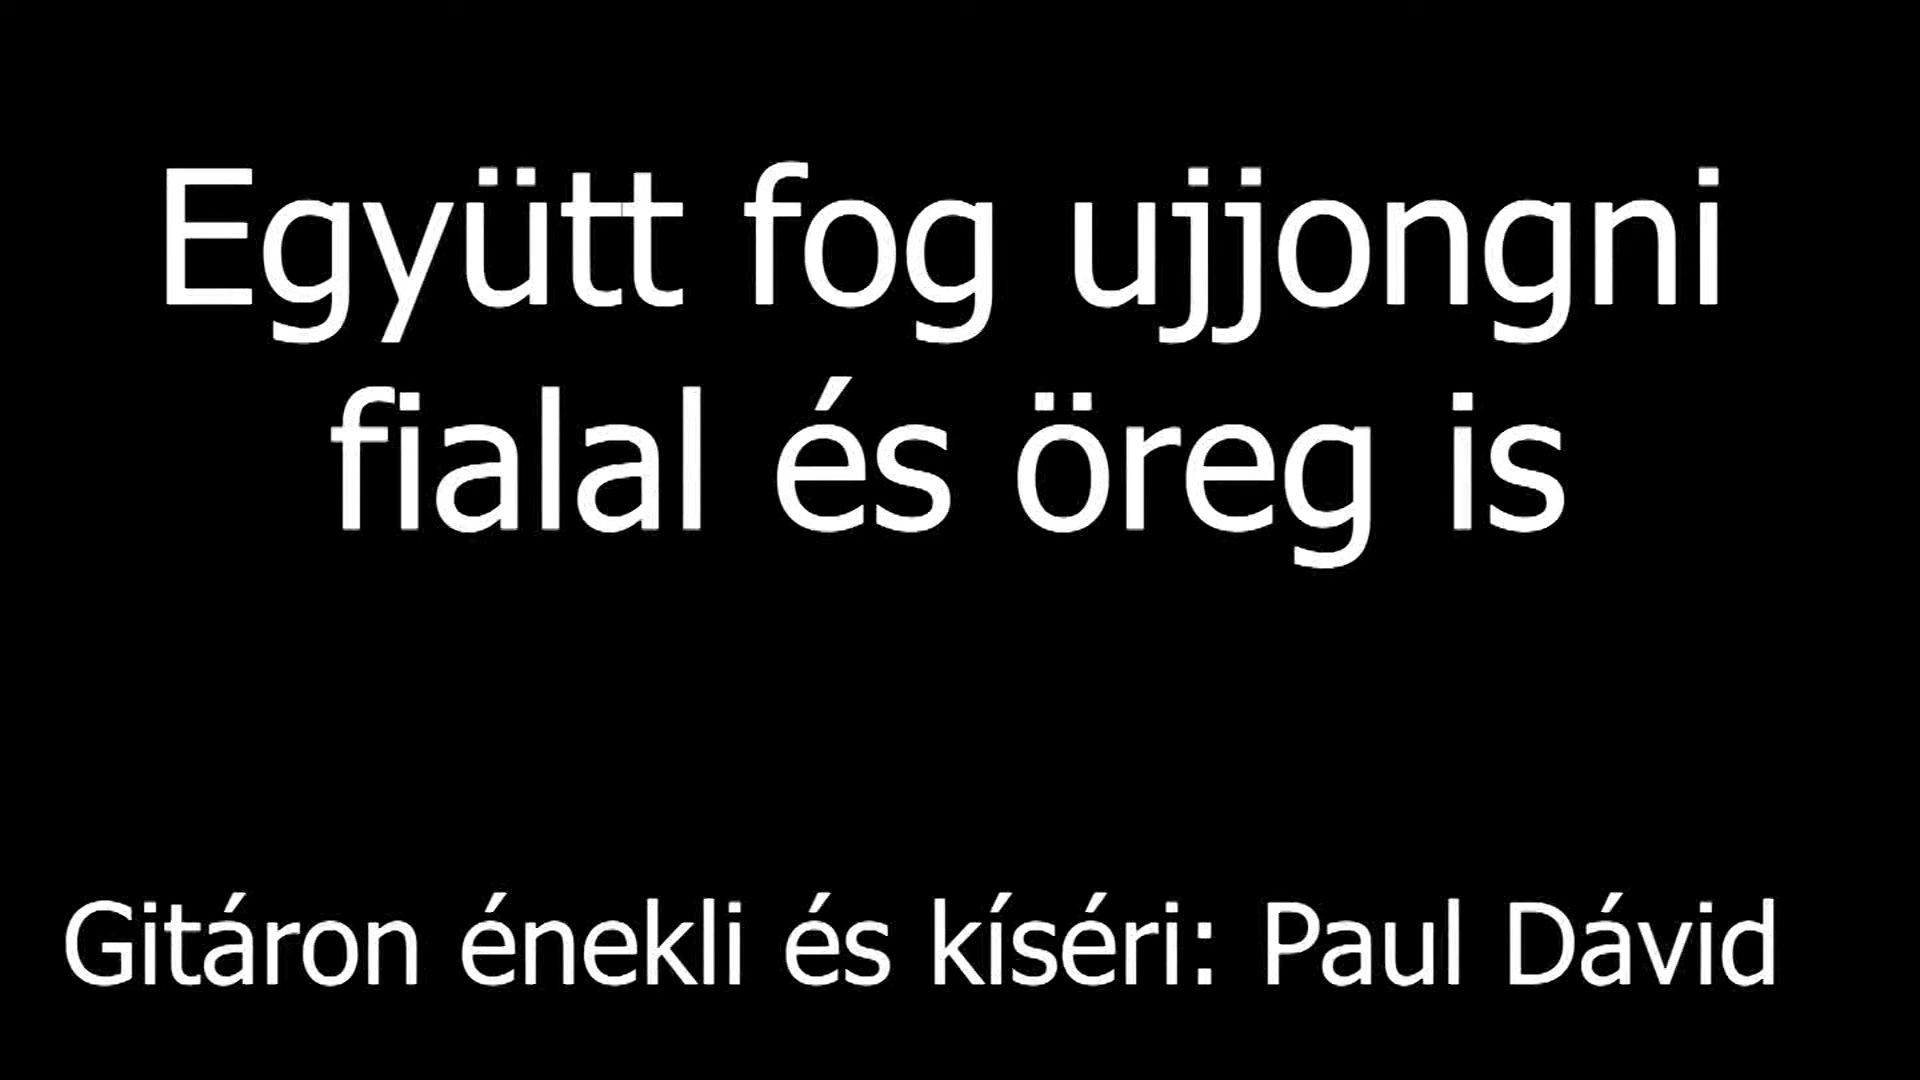 Együtt fog ujjongni
fialal és öreg is
Gitáron énekli és kíséri: Paul Dávid